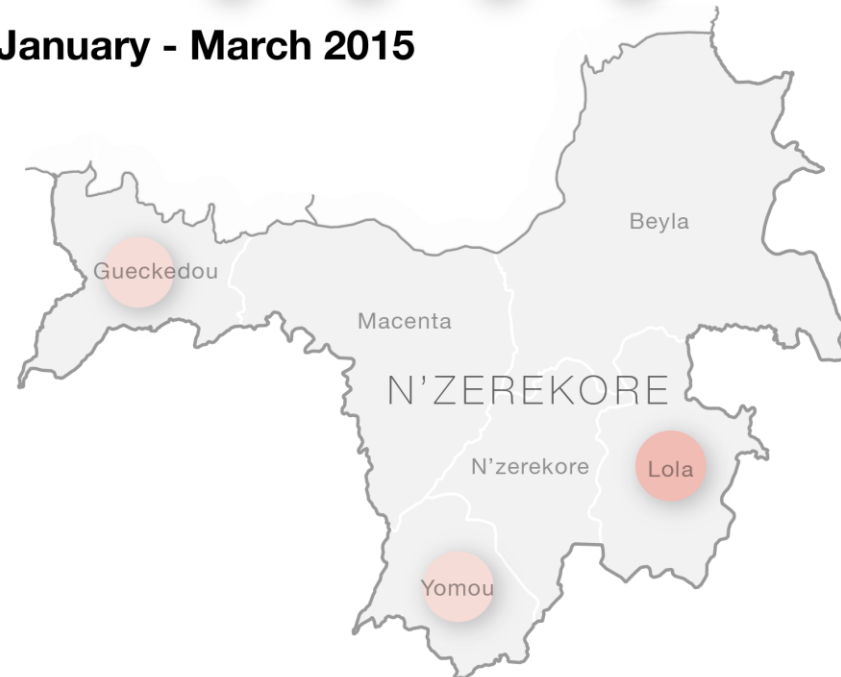 January - March 2015
Beyla
Gueckedou
Macenta
N'ZEREKORE
N'zerekore
Lola
Yomou